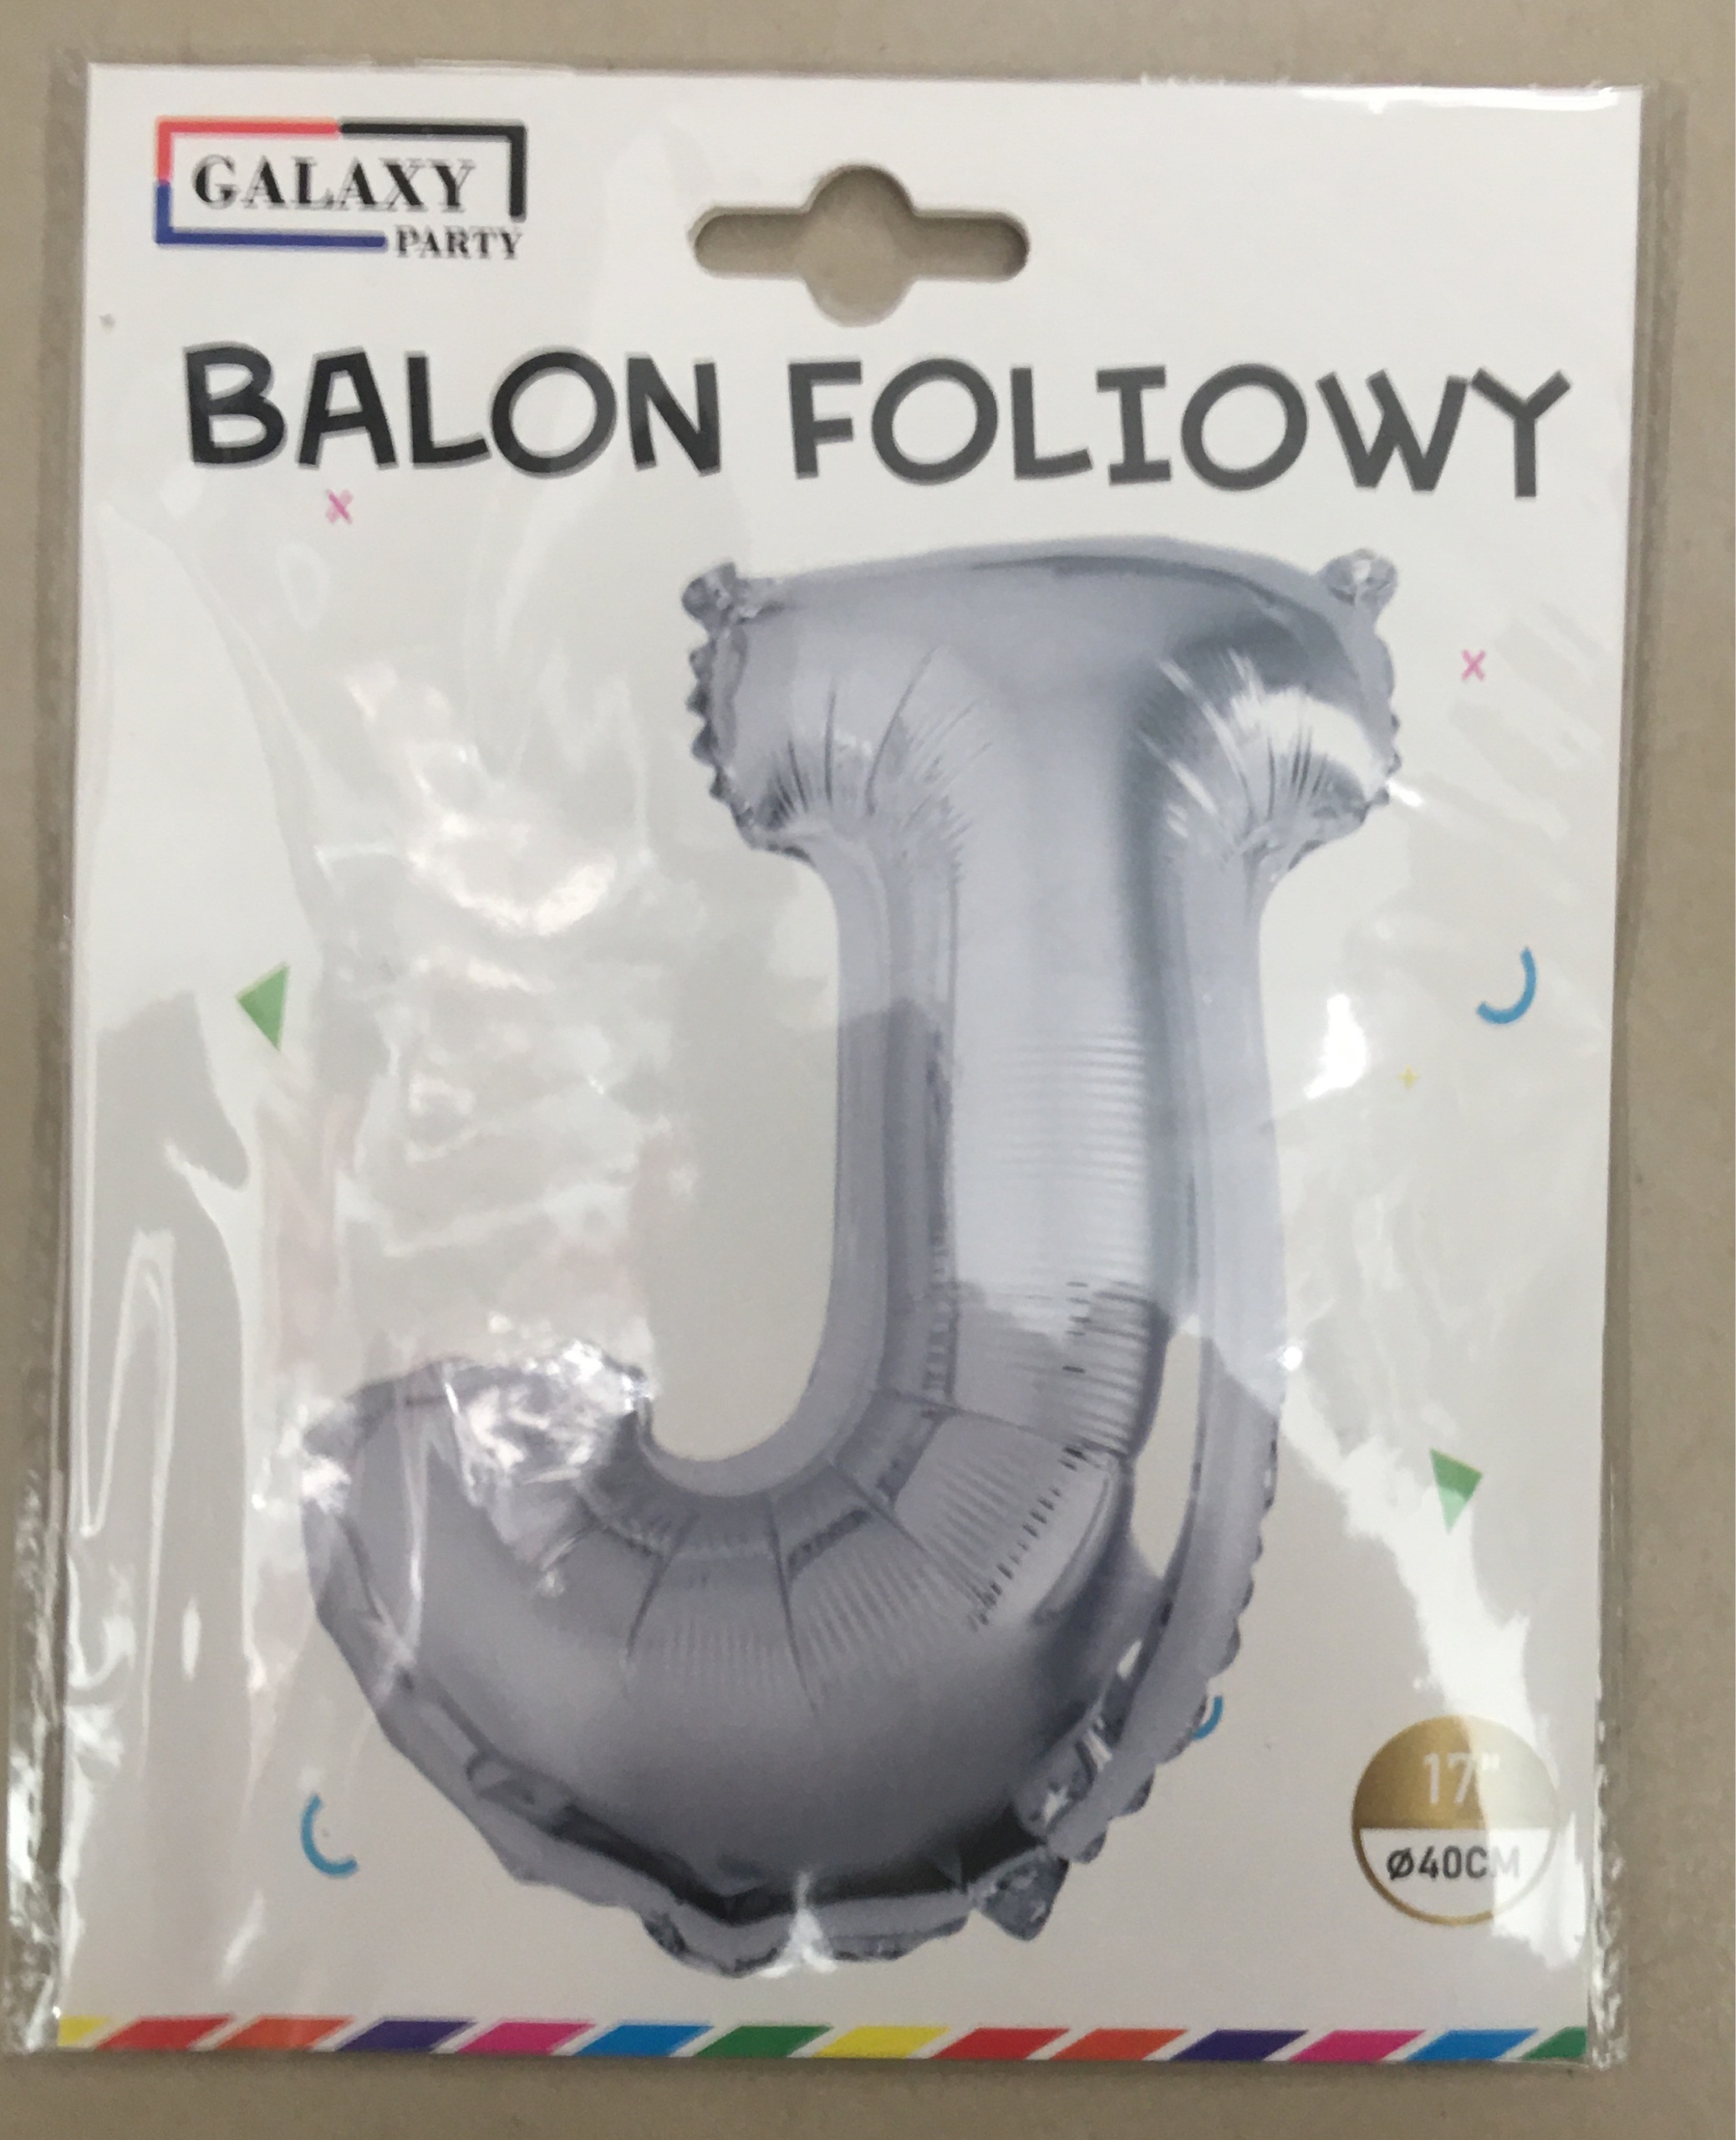 GALAXY
PARTY
BALON FOLIOWY
J
17"
Ø40CM